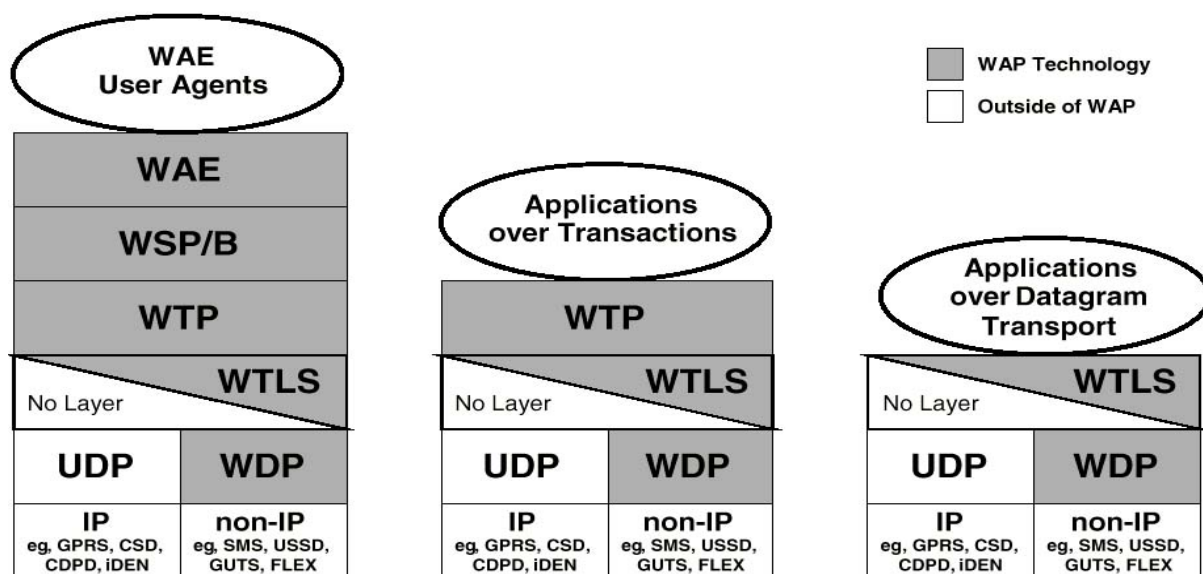 WAE
User Agents
WAE
WSP/B
WTP
WTLS
No Layer
UDP
WDP
IP
eg, GPRS, CSD,
CDPD, iDEN
non-IP
eg, SMS, USSD,
GUTS, FLEX
Applications
over Transactions
WTP
WTLS
No Layer
UDP
WDP
IP
eg, GPRS, CSD,
CDPD, iDEN
non-IP
eg, SMS, USSD,
GUTS, FLEX
WAP Technology
Outside of WAP
Applications
over Datagram
Transport
WTLS
No Layer
UDP
WDP
IP
eg, GPRS, CSD,
CDPD, iDEN
non-IP
eg, SMS, USSD,
GUTS, FLEX